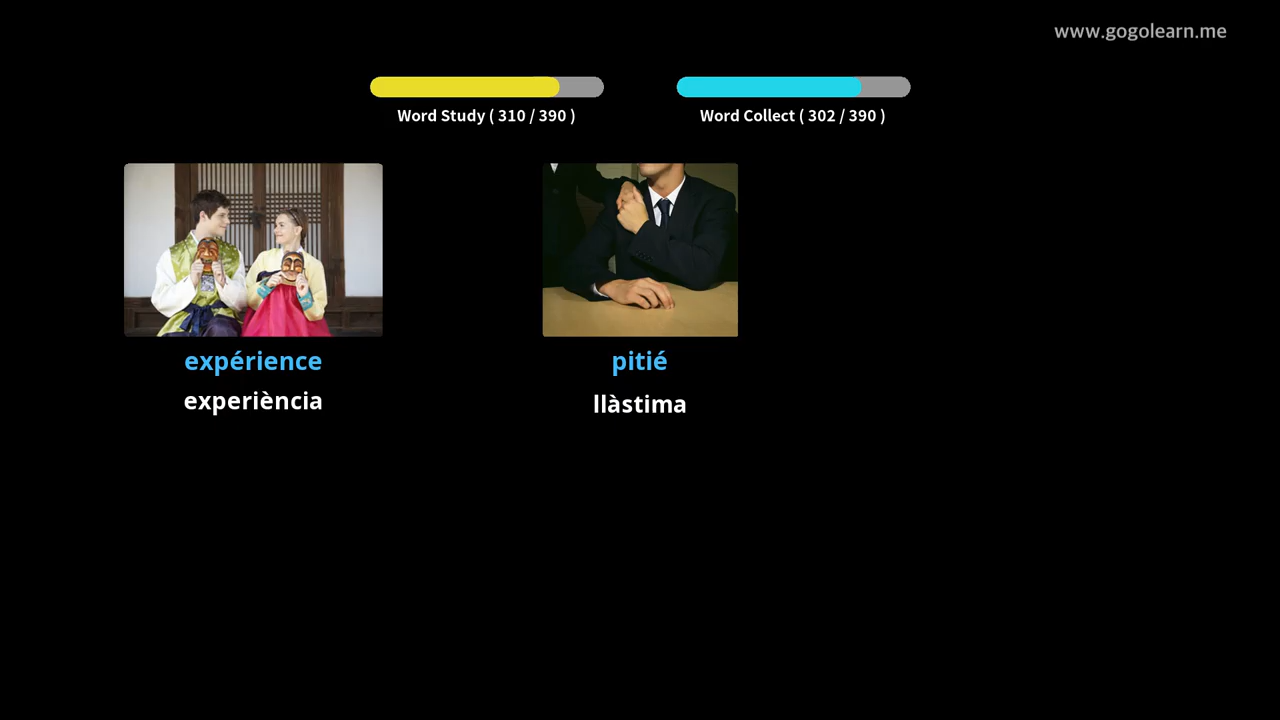 www.gogolearn.me
Word Study ( 310 / 390 )
Word Collect ( 302 / 390 )
expérience
experiència
pitié
llàstima